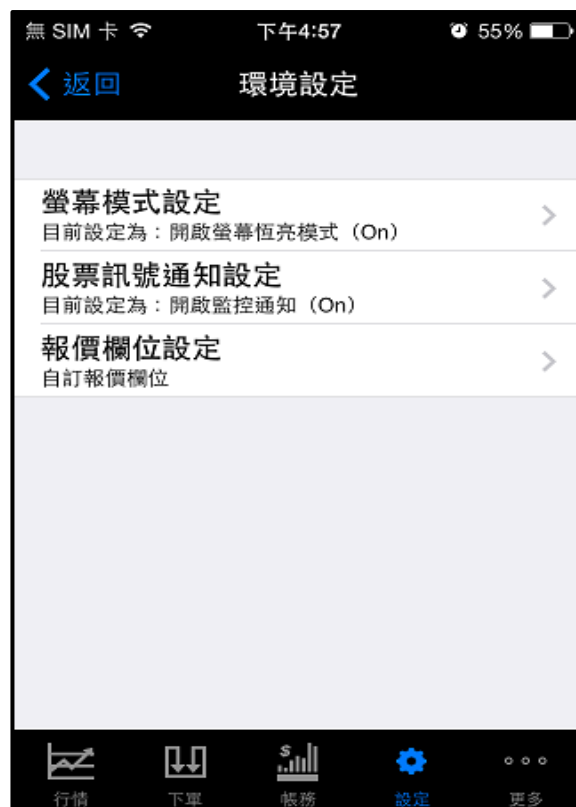 無 SIM 卡 下午4:57 55%
返回 環境設定
螢幕模式設定
目前設定為：開啟螢幕恆亮模式（On）
股票訊號通知設定
目前設定為：開啟監控通知（On）
報價欄位設定
自訂報價欄位
行情 下單 帳務 設定 更多